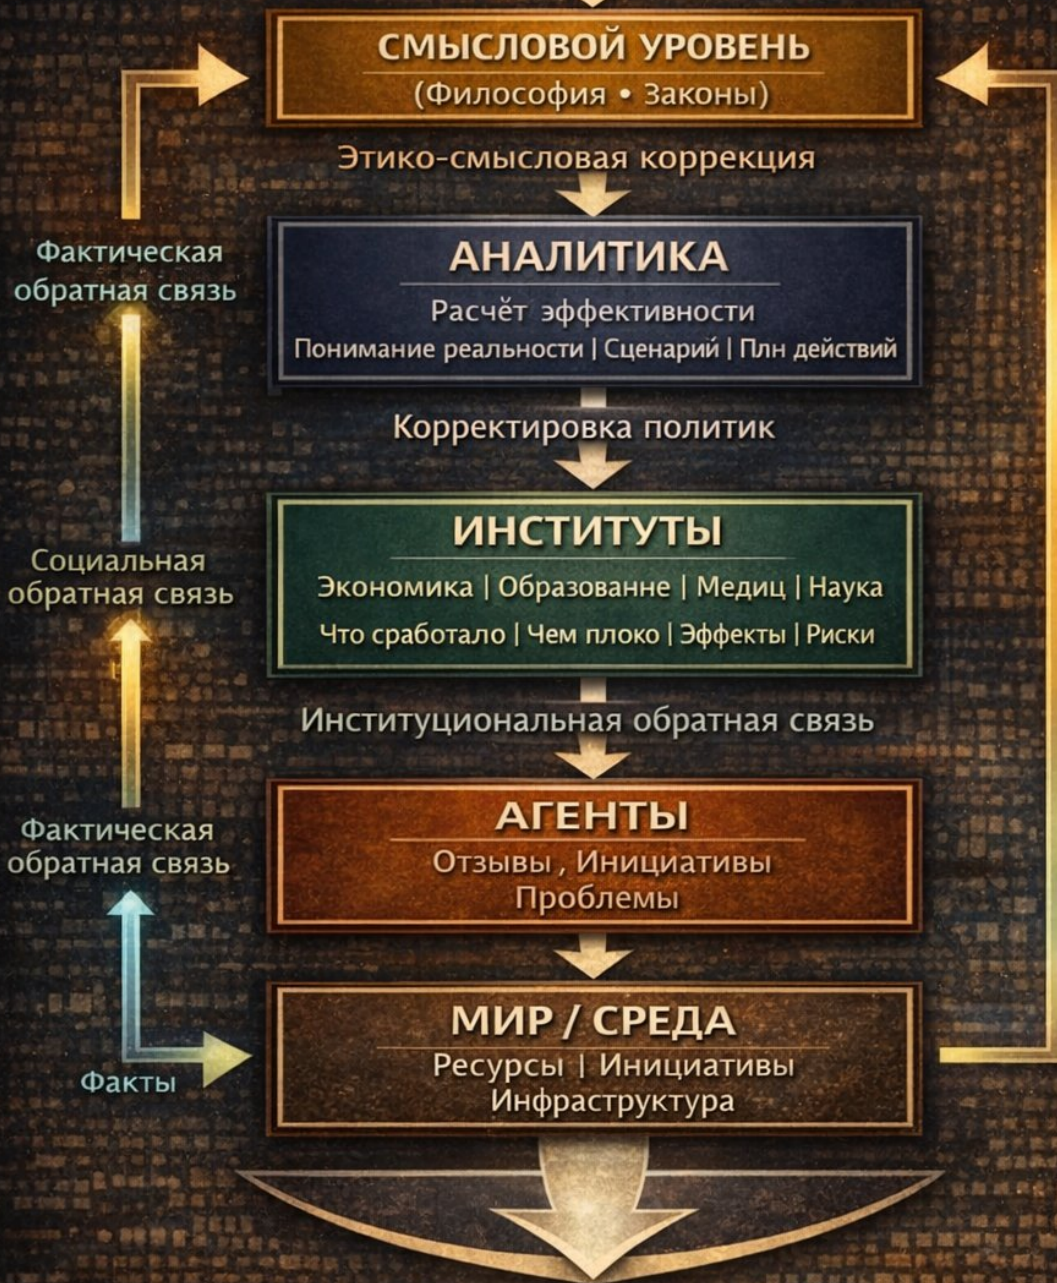 СМЫСЛОВОЙ УРОВЕНЬ
(Философия • Законы)
Этико-смысловая коррекция
Фактическая
обратная связь
АНАЛИТИКА
Расчёт эффективности
Понимание реальности | Сценарий | Плн действий
Корректировка политик
Социальная
обратная связь
ИНСТИТУТЫ
Экономика | Образованне | Медиц | Наука
Что сработало | Чем плоко | Эффекты | Риски
Институциональная обратная связь
Фактическая
обратная связь
АГЕНТЫ
Отзывы, Инициативы
Проблемы
МИР / СРЕДА
Ресурсы | Инициативы
Инфраструктура
Факты